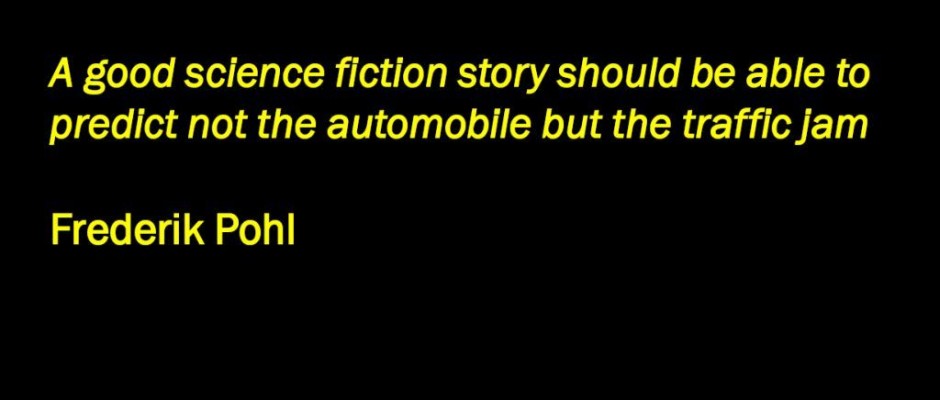 A good science fiction story should be able to
predict not the automobile but the traffic jam
Frederik Pohl